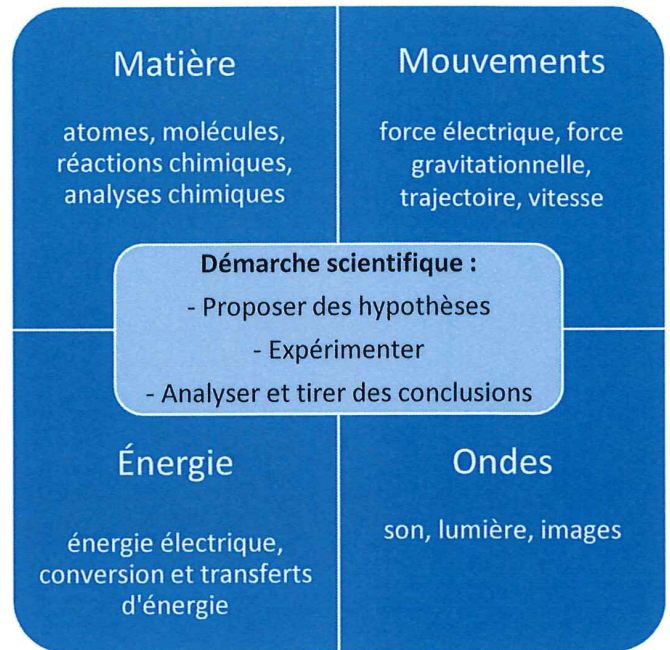 Matière
atomes, molécules,
réactions chimiques,
analyses chimiques
Mouvements
force électrique, force
gravitationnelle,
trajectoire, vitesse
Démarche scientifique :
- Proposer des hypothèses
- Expérimenter
- Analyser et tirer des conclusions
Énergie
énergie électrique,
conversion et transferts
d'énergie
Ondes
son, lumière, images